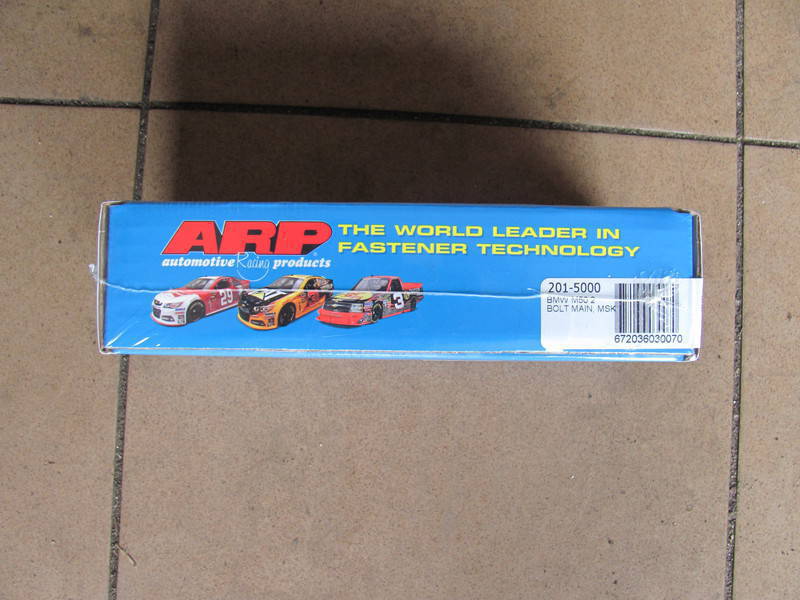 ARP
automotive Racing products
THE WORLD LEADER IN
FASTENER TECHNOLOGY
29
3
201-5000
BMW M50 2
BOLT MAIN, MSK
672036030070